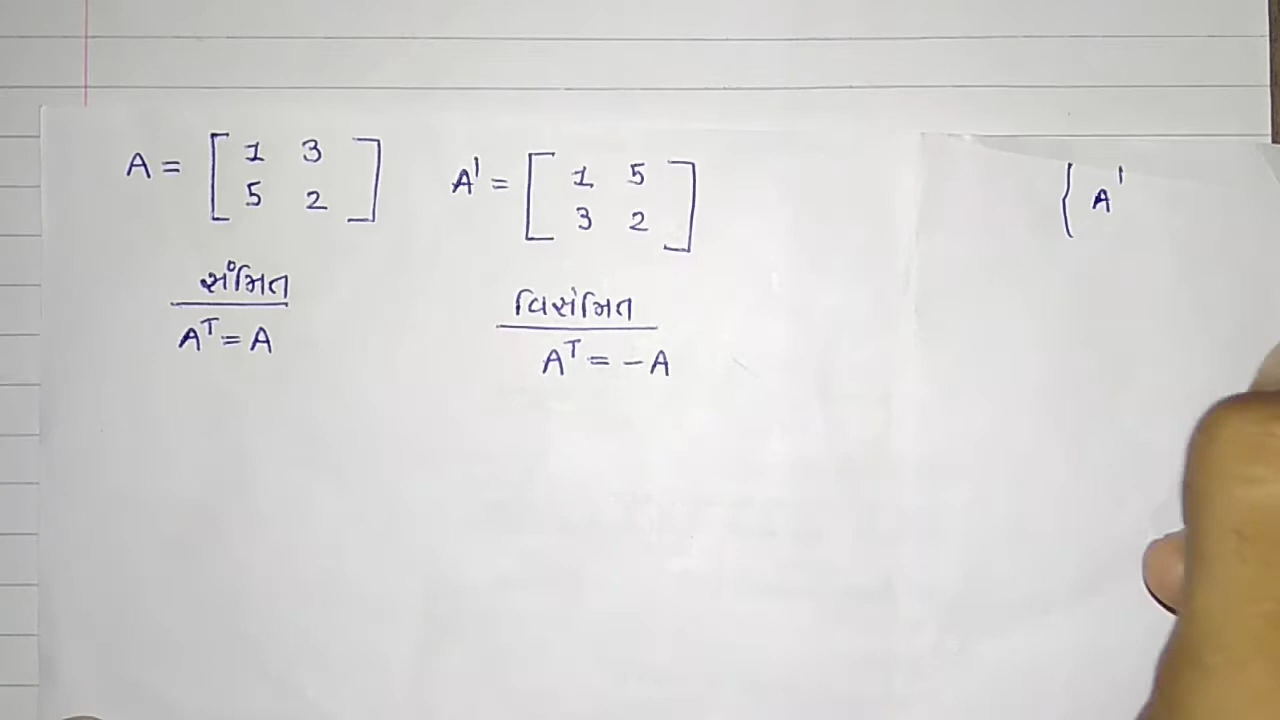 A = [ 1 3
5 2 ]
A' = [ 1 5
3 2 ]
{ A'
સંમિત
Aᵀ = A
વિસંમિત
Aᵀ = -A